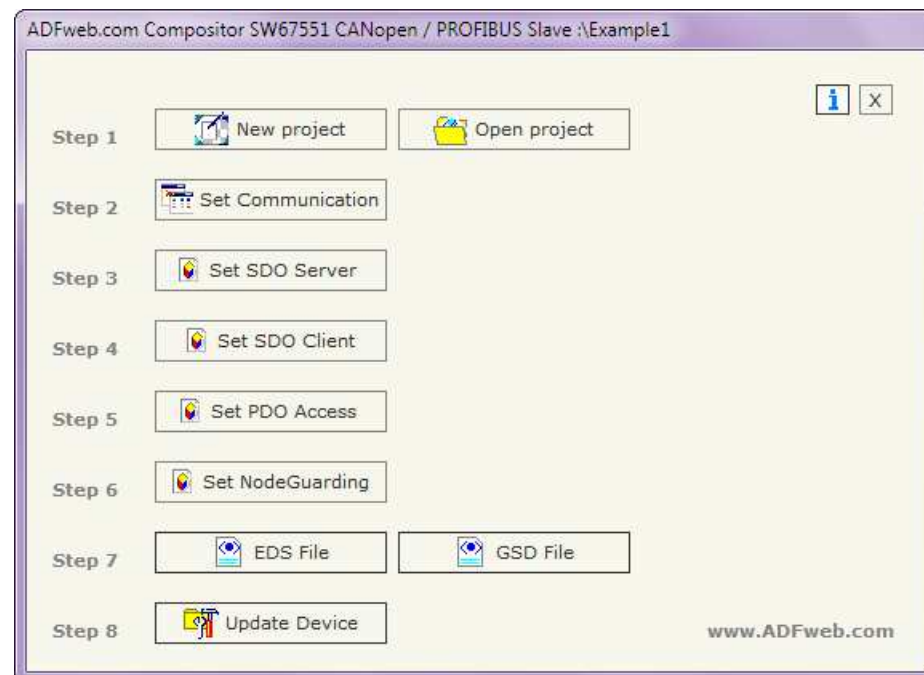 ADFweb.com Compositor SW67551 CANopen / PROFIBUS Slave :\Example1
i X
Step 1 New project Open project
Step 2 Set Communication
Step 3 Set SDO Server
Step 4 Set SDO Client
Step 5 Set PDO Access
Step 6 Set NodeGuarding
Step 7 EDS File GSD File
Step 8 Update Device www.ADFweb.com